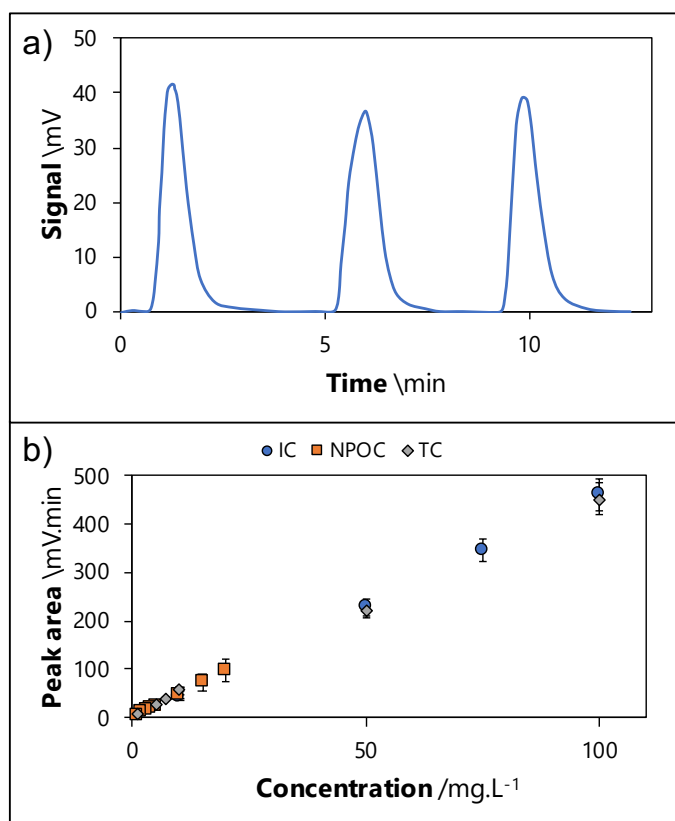 a)
50
40
30
20
10
0
Signal \mV
0 5 10
Time \min
b)
IC NPOC TC
500
400
300
200
100
0
Peak area \mV.min
0 50 100
Concentration /mg.L-1